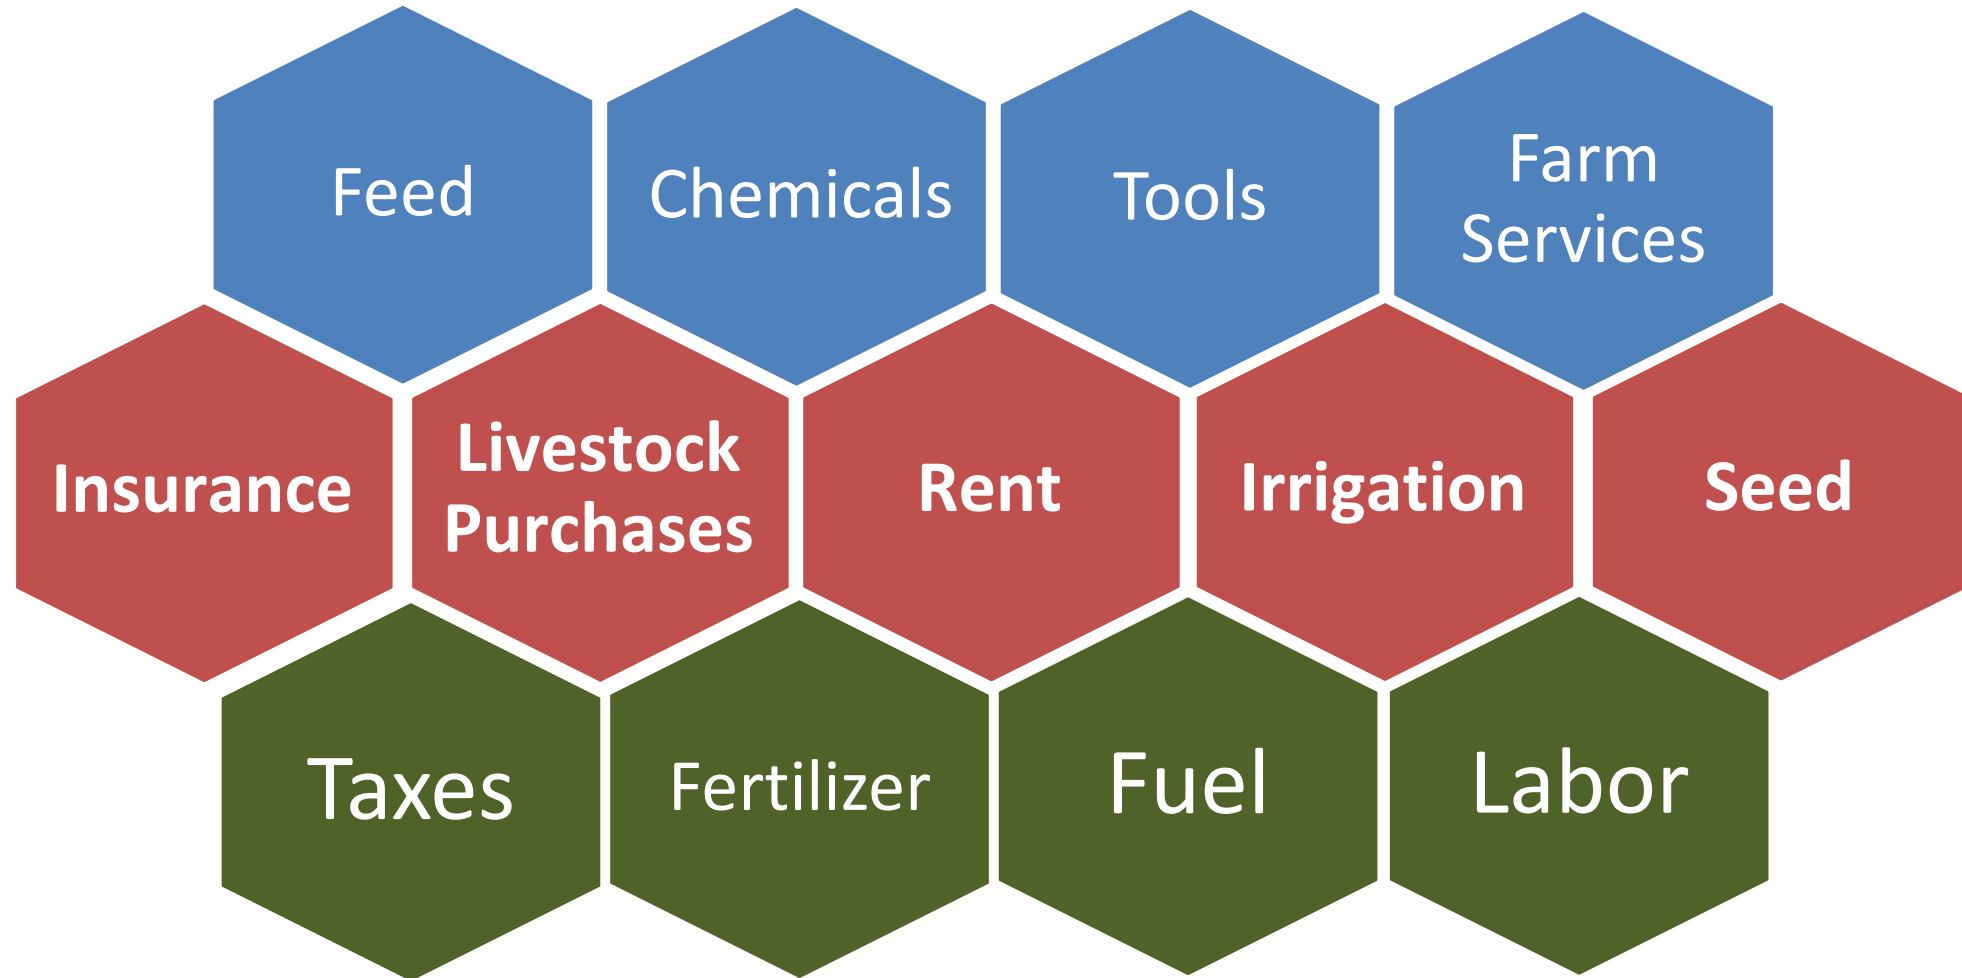 Feed
Chemicals
Tools
Farm
Services
Insurance
Livestock
Purchases
Rent
Irrigation
Seed
Taxes
Fertilizer
Fuel
Labor